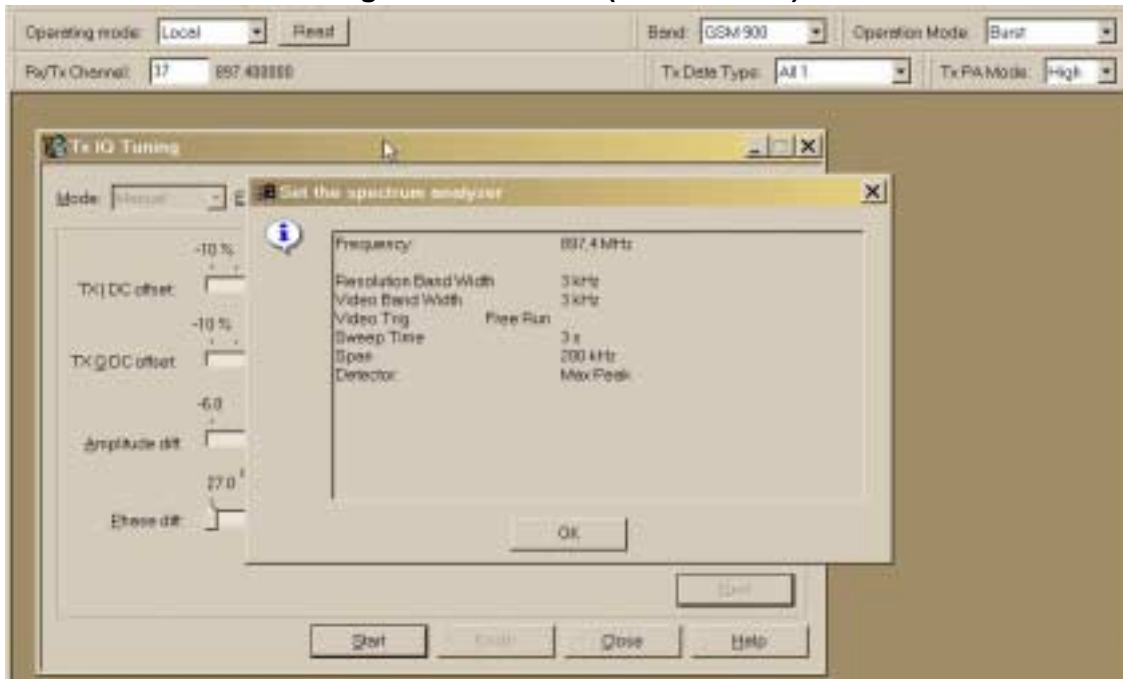 Operating mode: Local Read Band: GSM 900 Operation Mode: Burst
Rx/Tx Channel: 37 897.400000 Tx Data Type: All 1 Tx PA Mode: High
Tx IQ Tuning
Mode: Manual
Set the spectrum analyzer
Frequency: 897,4 MHz
Resolution Band Width 3 kHz
Video Band Width 3 kHz
Video Trig Free Run
Sweep Time 3 s
Span 200 kHz
Detector: Max Peak
OK
-10 %
TX I DC offset:
-10 %
TX Q DC offset:
-6.0
Amplitude diff:
27.0
Phase diff:
Next
Start Close Help